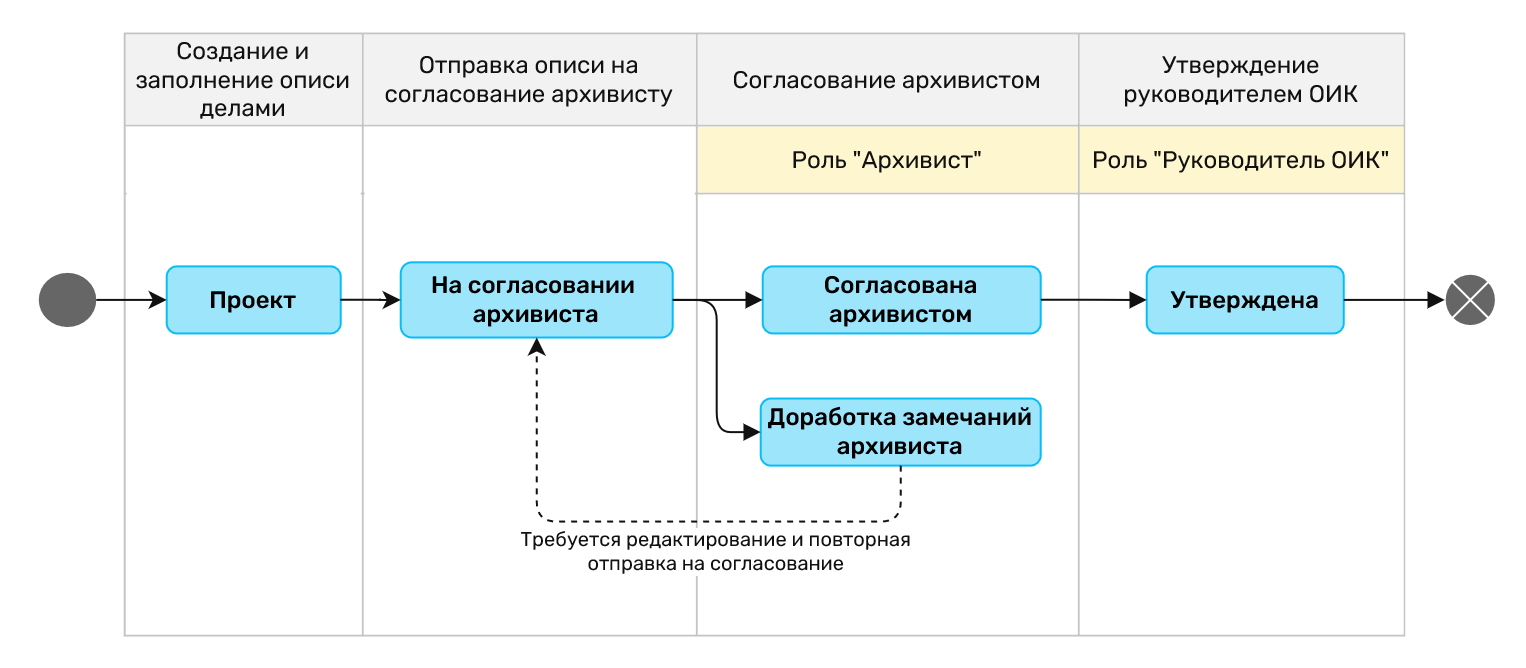 Создание и
заполнение описи
делами
Отправка описи на
согласование архивисту
Согласование архивистом
Утверждение
руководителем ОИК
Роль "Архивист"
Роль "Руководитель ОИК"
Проект
На согласовании
архивиста
Согласована
архивистом
Утверждена
Доработка замечаний
архивиста
Требуется редактирование и повторная
отправка на согласование